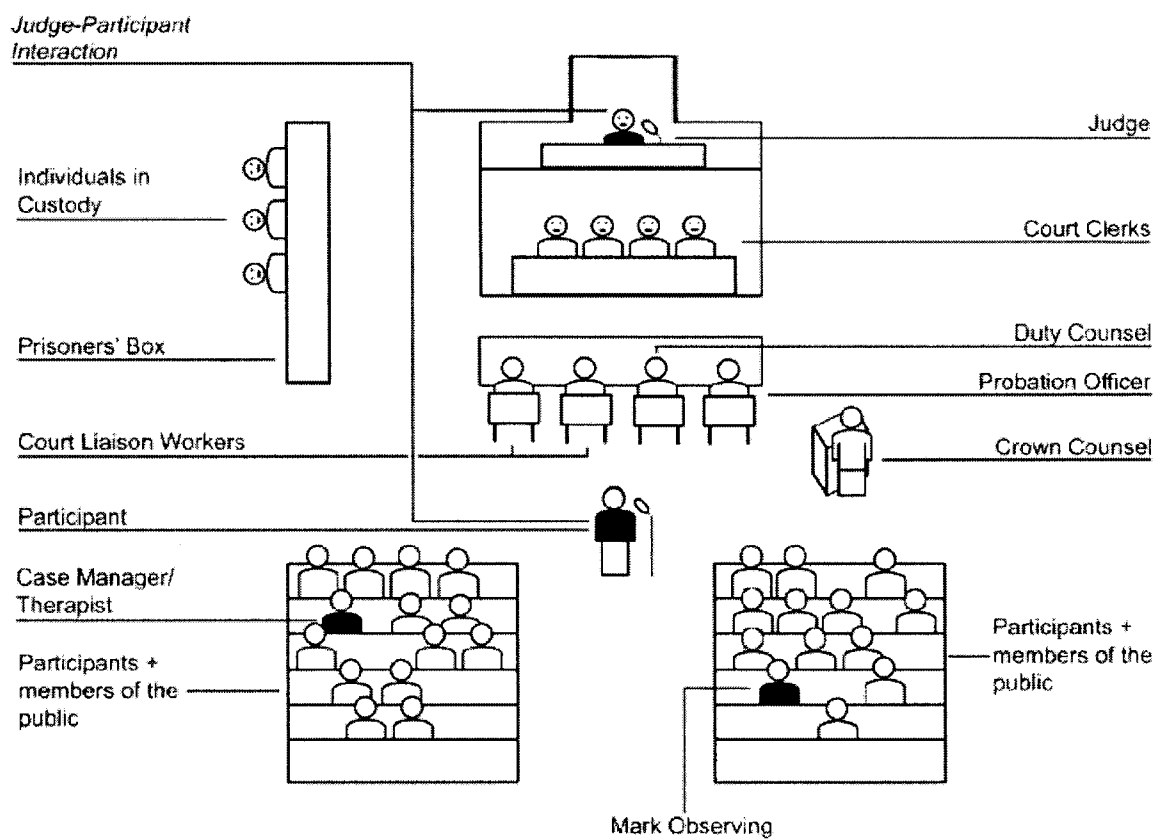 Judge-Participant
Interaction
Judge
Individuals in
Custody
Court Clerks
Prisoners' Box
Duty Counsel
Probation Officer
Court Liaison Workers
Crown Counsel
Participant
Case Manager/
Therapist
Participants +
members of the
public
Participants +
members of the
public
Mark Observing